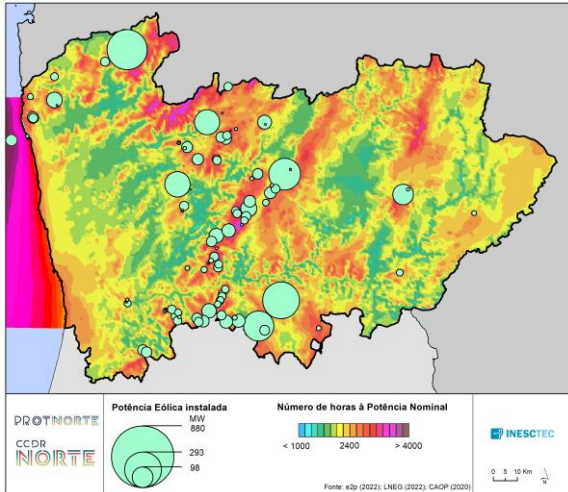 PROTNORTE
CCDR
NORTE
Potência Eólica instalada
MW
880
293
98
Número de horas à Potência Nominal
< 1000 2400 > 4000
INESCTEC
0 5 10 Km
Fonte: e2p (2022); LNEG (2022); CAOP (2020)